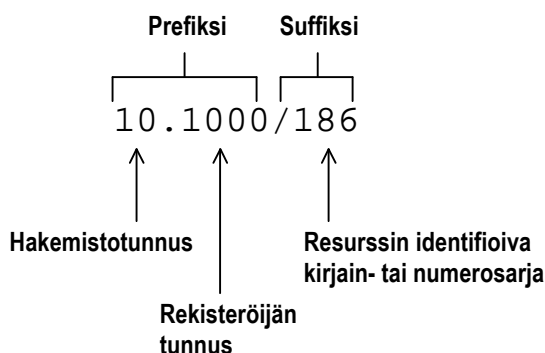 Prefiksi Suffiksi
10.1000/186
Hakemistotunnus
Resurssin identifioiva
kirjain- tai numerosarja
Rekisteröijän
tunnus